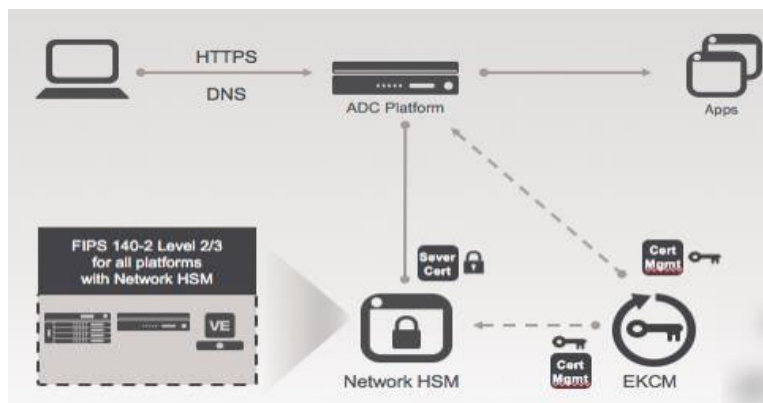 HTTPS
DNS
ADC Platform
Apps
FIPS 140-2 Level 2/3
for all platforms
with Network HSM
Sever
Cert
Cert
Mgmt
VE
Cert
Mgmt
Network HSM
EKCM